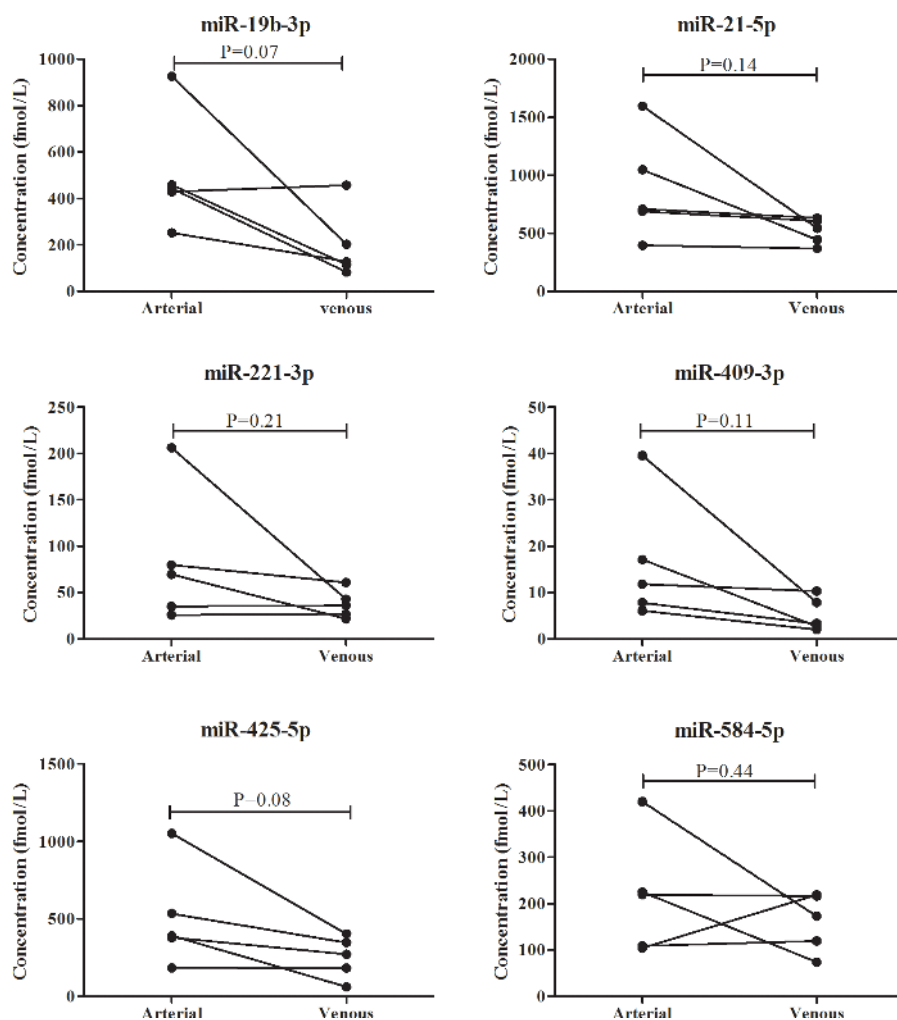 miR-19b-3p
P=0.07
Concentration (fmol/L)
1000
800
600
400
200
0
Arterial venous
miR-21-5p
P=0.14
Concentration (fmol/L)
2000
1500
1000
500
0
Arterial Venous
miR-221-3p
P=0.21
Concentration (fmol/L)
250
200
150
100
50
0
Arterial Venous
miR-409-3p
P=0.11
Concentration (fmol/L)
50
40
30
20
10
0
Arterial Venous
miR-425-5p
P=0.08
Concentration (fmol/L)
1500
1000
500
0
Arterial Venous
miR-584-5p
P=0.44
Concentration (fmol/L)
500
400
300
200
100
0
Arterial Venous